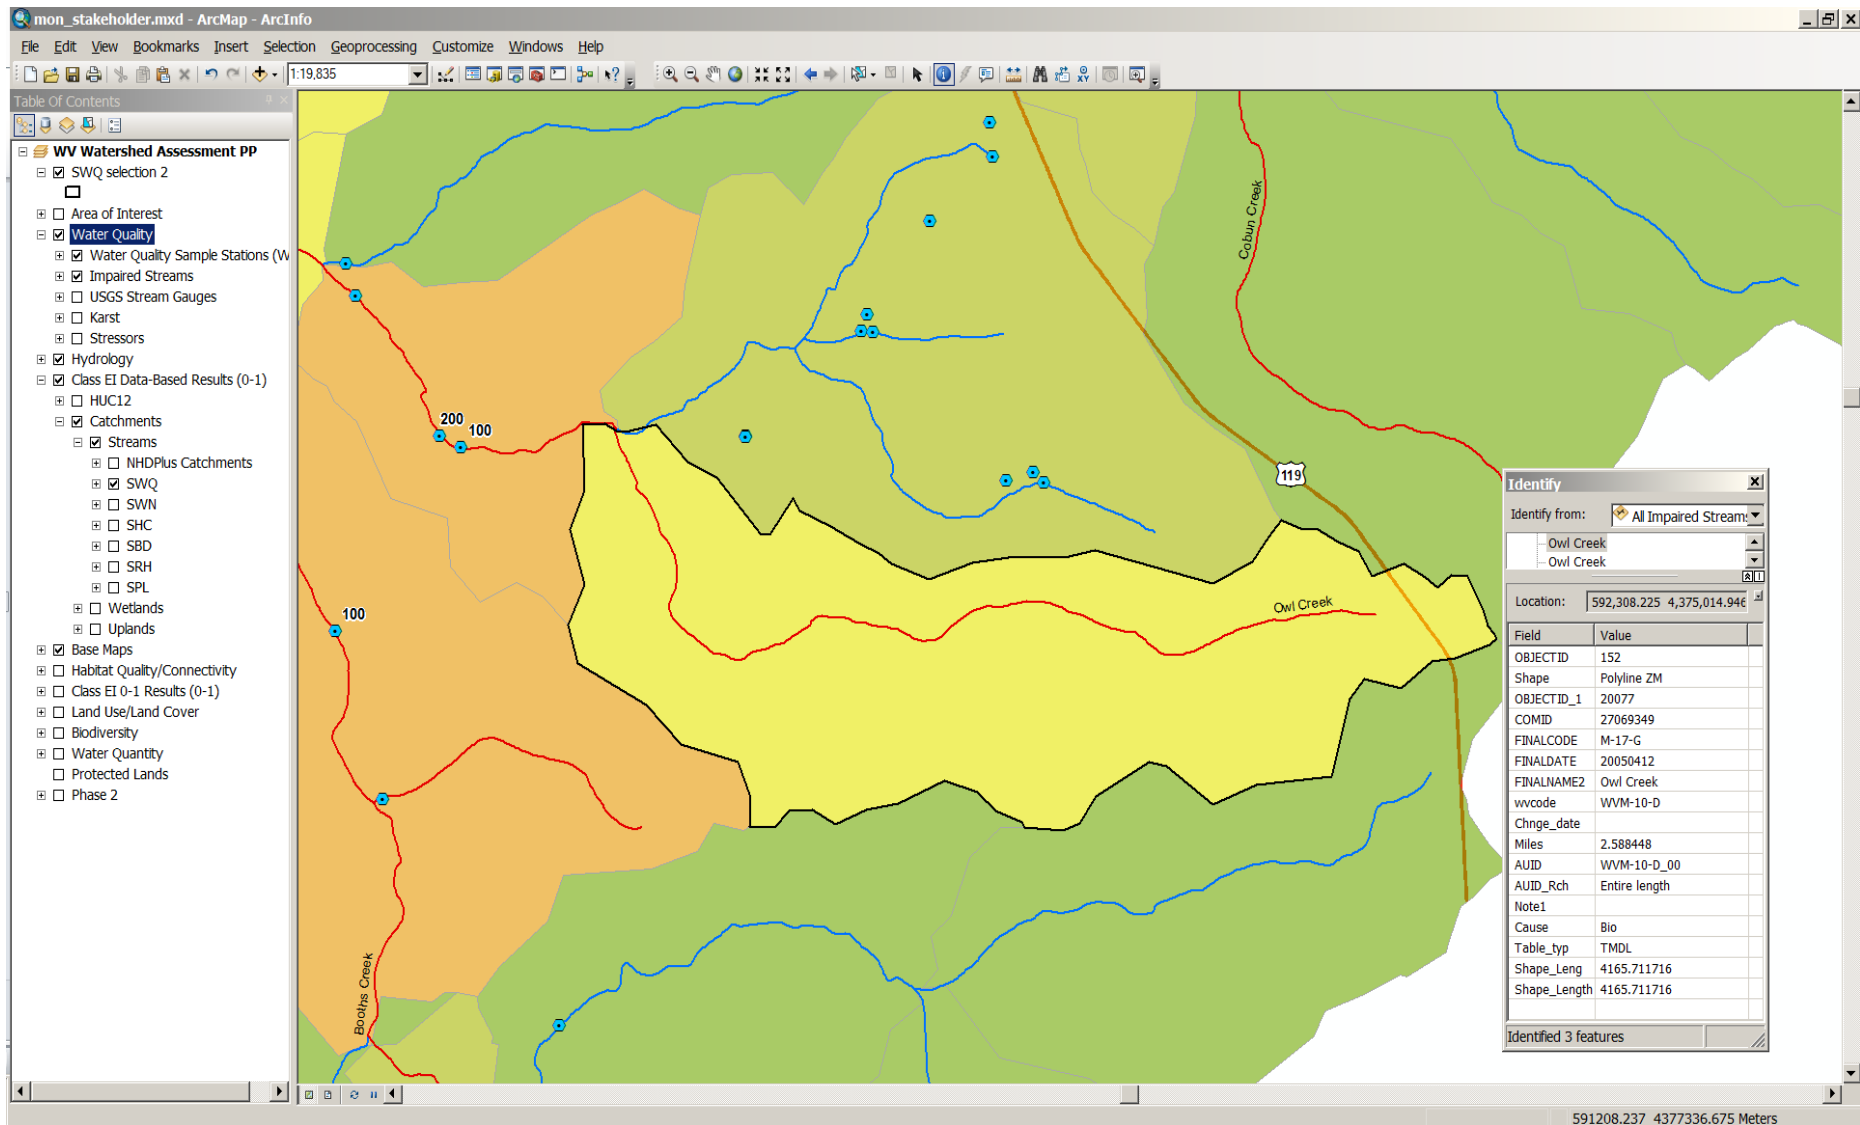 mon_stakeholder.mxd - ArcMap - ArcInfo
File Edit View Bookmarks Insert Selection Geoprocessing Customize Windows Help
1:19,835
Table Of Contents
WV Watershed Assessment PP
SWQ selection 2
Area of Interest
Water Quality
Water Quality Sample Stations (W
Impaired Streams
USGS Stream Gauges
Karst
Stressors
Hydrology
Class EI Data-Based Results (0-1)
HUC12
Catchments
Streams
NHDPlus Catchments
SWQ
SWN
SHC
SBD
SRH
SPL
Wetlands
Uplands
Base Maps
Habitat Quality/Connectivity
Class EI 0-1 Results (0-1)
Land Use/Land Cover
Biodiversity
Water Quantity
Protected Lands
Phase 2
Coburn Creek
200
100
119
100
Owl Creek
Booths Creek
Identify
Identify from: All Impaired Stream
Owl Creek
Owl Creek
Location: 592,308.225 4,375,014.946
Field Value
OBJECTID 152
Shape Polyline ZM
OBJECTID_1 20077
COMID 27069349
FINALCODE M-17-G
FINALDATE 20050412
FINALNAME2 Owl Creek
wvcode WVM-10-D
Chnge_date
Miles 2.588448
AUID WVM-10-D_00
AUID_Rch Entire length
Note1
Cause Bio
Table_typ TMDL
Shape_Leng 4165.711716
Shape_Length 4165.711716
Identified 3 features
591208.237 4377336.675 Meters